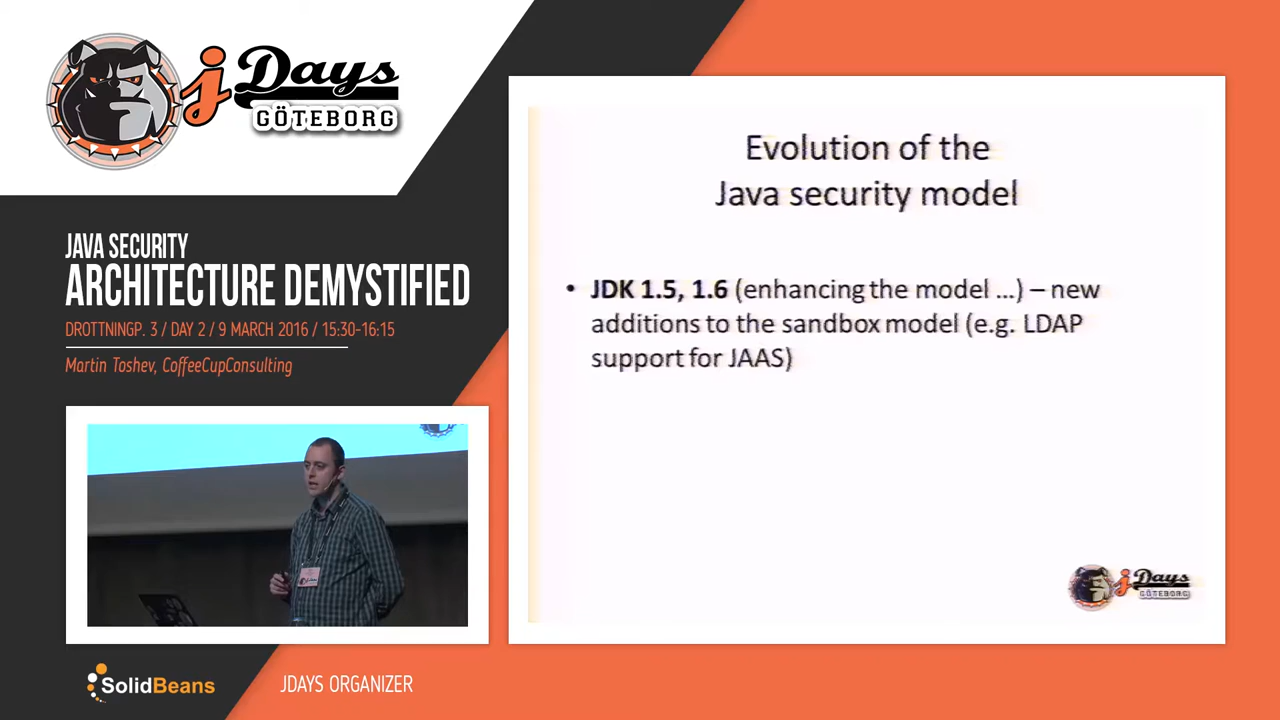 jDays
GÖTEBORG
JAVA SECURITY
ARCHITECTURE DEMYSTIFIED
DROTTNINGP. 3 / DAY 2 / 9 MARCH 2016 / 15:30-16:15
Martin Toshev, CoffeeCupConsulting
Evolution of the
Java security model
• JDK 1.5, 1.6 (enhancing the model ...) – new
additions to the sandbox model (e.g. LDAP
support for JAAS)
jDays
GÖTEBORG
SolidBeans
JDAYS ORGANIZER